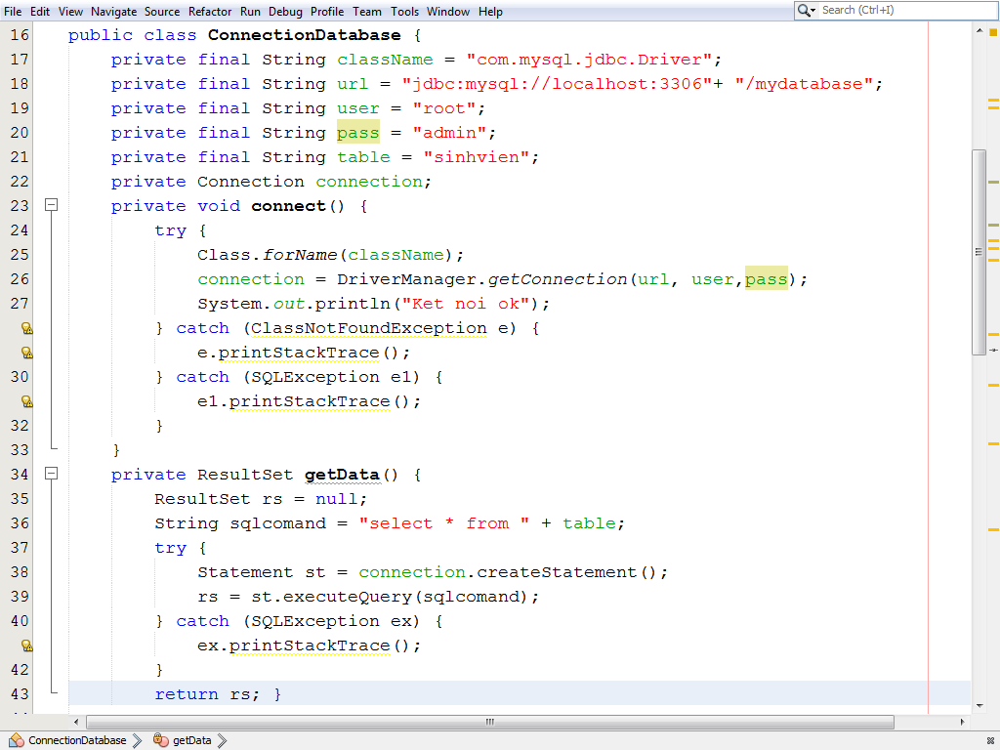 File Edit View Navigate Source Refactor Run Debug Profile Team Tools Window Help Search (Ctrl+I)
16 public class ConnectionDatabase {
17 private final String className = "com.mysql.jdbc.Driver";
18 private final String url = "jdbc:mysql://localhost:3306"+ "/mydatabase";
19 private final String user = "root";
20 private final String pass = "admin";
21 private final String table = "sinhvien";
22 private Connection connection;
23 private void connect() {
24 try {
25 Class.forName(className);
26 connection = DriverManager.getConnection(url, user,pass);
27 System.out.println("Ket noi ok");
} catch (ClassNotFoundException e) {
e.printStackTrace();
30 } catch (SQLException e1) {
e1.printStackTrace();
32 }
33 }
34 private ResultSet getData() {
35 ResultSet rs = null;
36 String sqlcomand = "select * from " + table;
37 try {
38 Statement st = connection.createStatement();
39 rs = st.executeQuery(sqlcomand);
40 } catch (SQLException ex) {
ex.printStackTrace();
42 }
43 return rs; }
ConnectionDatabase getData